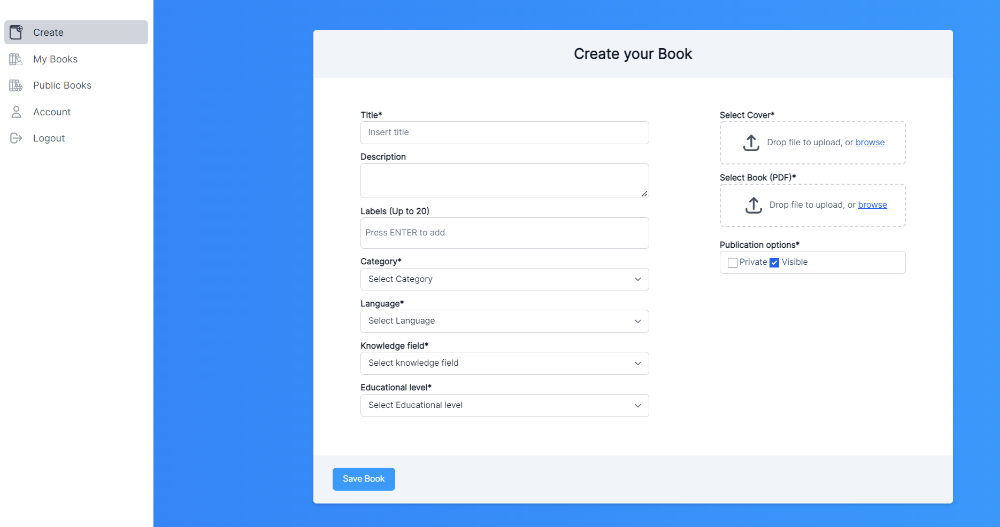 Create
My Books
Public Books
Account
Logout
Create your Book
Title*
Insert title
Description
Labels (Up to 20)
Press ENTER to add
Category*
Select Category
Language*
Select Language
Knowledge field*
Select knowledge field
Educational level*
Select Educational level
Select Cover*
Drop file to upload, or browse
Select Book (PDF)*
Drop file to upload, or browse
Publication options*
Private Visible
Save Book